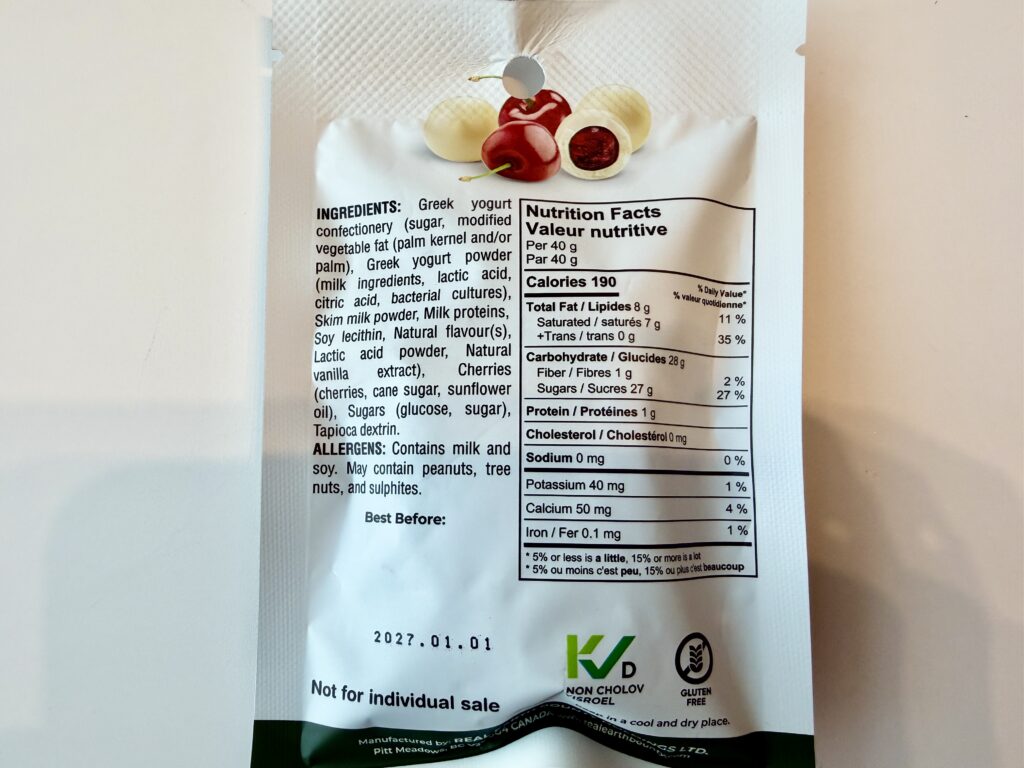 INGREDIENTS: Greek yogurt
confectionery (sugar, modified
vegetable fat (palm kernel and/or
palm), Greek yogurt powder
(milk ingredients, lactic acid,
citric acid, bacterial cultures),
Skim milk powder, Milk proteins,
Soy lecithin, Natural flavour(s),
Lactic acid powder, Natural
vanilla extract), Cherries
(cherries, cane sugar, sunflower
oil), Sugars (glucose, sugar),
Tapioca dextrin.
ALLERGENS: Contains milk and
soy. May contain peanuts, tree
nuts, and sulphites.
Best Before:
2027.01.01
Not for individual sale
Nutrition Facts
Valeur nutritive
Per 40 g
Par 40 g
Calories 190
% Daily Value*
% valeur quotidienne*
Total Fat / Lipides 8 g 11 %
Saturated / saturés 7 g
+Trans / trans 0 g 35 %
Carbohydrate / Glucides 28 g
Fiber / Fibres 1 g 2 %
Sugars / Sucres 27 g 27 %
Protein / Protéines 1 g
Cholesterol / Cholestérol 0 mg
Sodium 0 mg 0 %
Potassium 40 mg 1 %
Calcium 50 mg 4 %
Iron / Fer 0.1 mg 1 %
* 5% or less is a little, 15% or more is a lot
* 5% ou moins c'est peu, 15% ou plus c'est beaucoup
KV D
NON CHOLOV
ISROEL
GLUTEN
FREE
in a cool and dry place.
Manufactured by: CANADA LTD.
Pitt Meadows